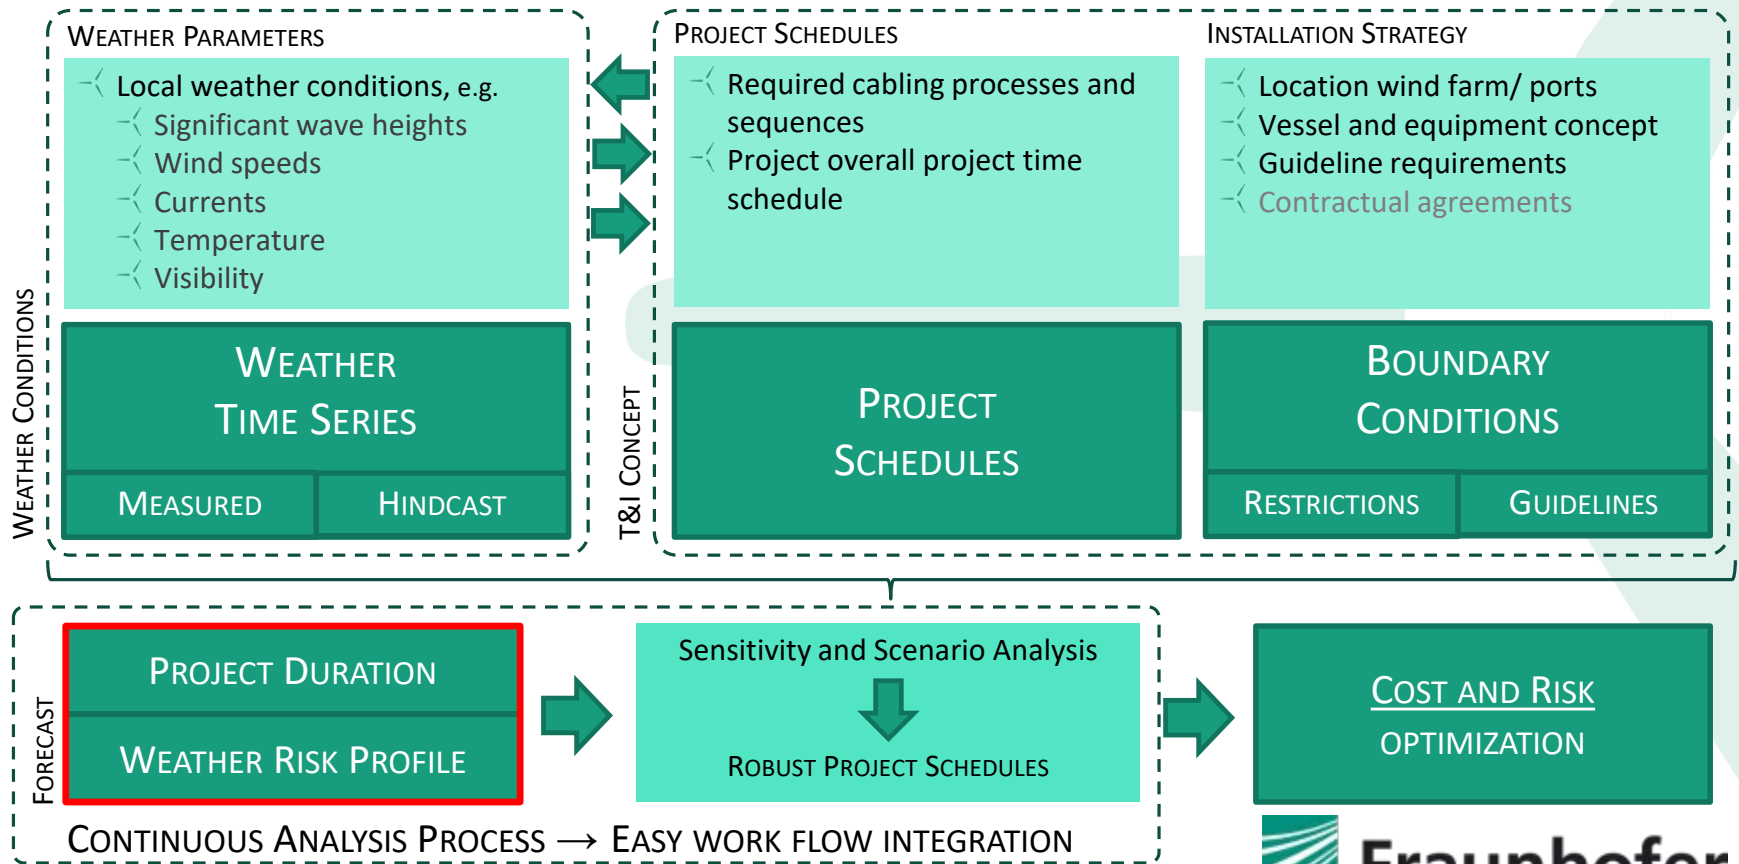 WEATHER PARAMETERS
Local weather conditions, e.g.
Significant wave heights
Wind speeds
Currents
Temperature
Visibility
WEATHER CONDITIONS
WEATHER
TIME SERIES
MEASURED
HINDCAST
PROJECT SCHEDULES
Required cabling processes and
sequences
Project overall project time
schedule
T&I CONCEPT
PROJECT
SCHEDULES
INSTALLATION STRATEGY
Location wind farm/ ports
Vessel and equipment concept
Guideline requirements
Contractual agreements
BOUNDARY
CONDITIONS
RESTRICTIONS
GUIDELINES
FORECAST
PROJECT DURATION
WEATHER RISK PROFILE
Sensitivity and Scenario Analysis
ROBUST PROJECT SCHEDULES
COST AND RISK
OPTIMIZATION
CONTINUOUS ANALYSIS PROCESS → EASY WORK FLOW INTEGRATION
Fraunhofer